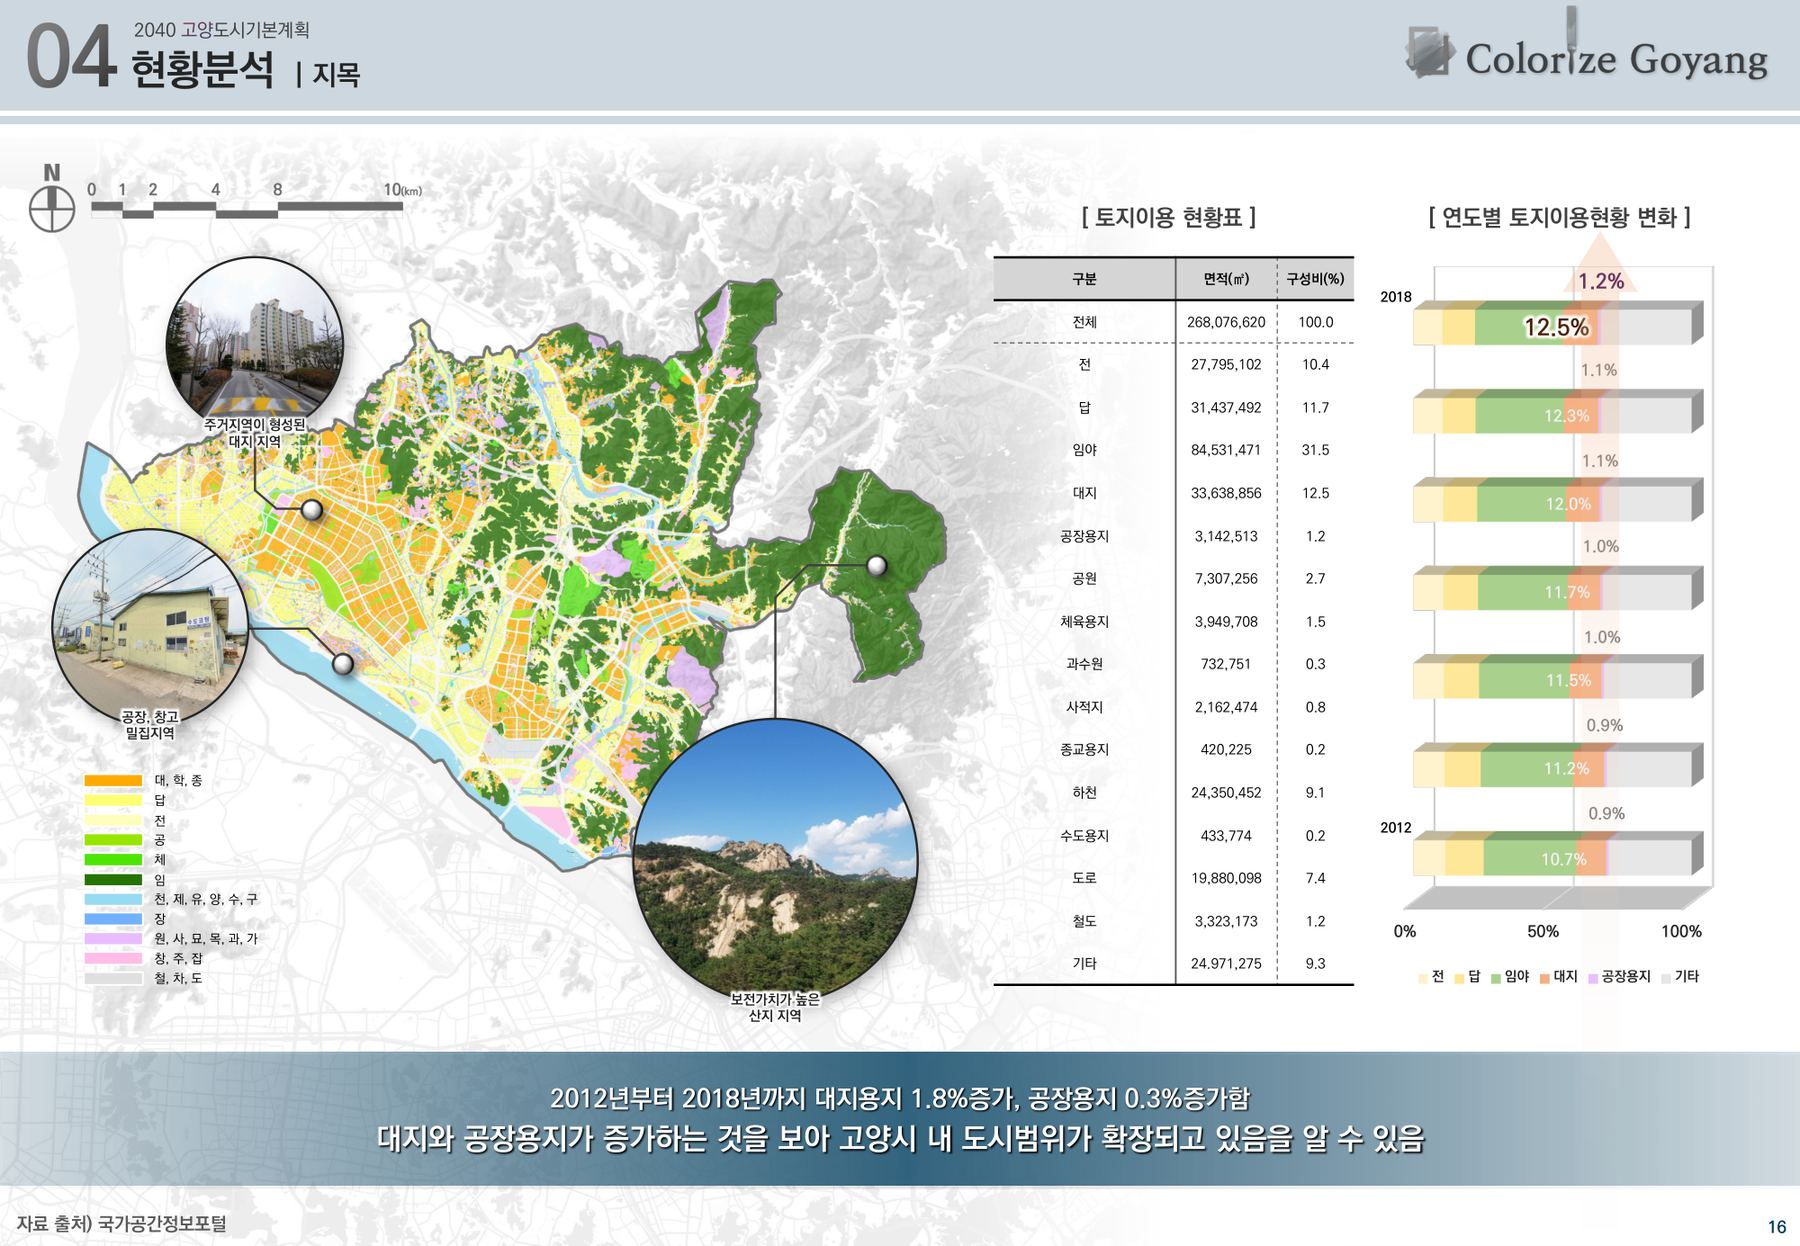 04
2040 고양도시기본계획
현황분석 | 지목
Colorize Goyang
N
0 1 2 4 8 10(km)
주거지역이 형성된
대지 지역
수도코팅
공장, 창고
밀집지역
보전가치가 높은
산지 지역
대, 학, 종
답
전
공
체
임
천, 제, 유, 양, 수, 구
장
원, 사, 묘, 목, 과, 가
창, 주, 잡
철, 차, 도
[ 토지이용 현황표 ]
구분 면적(㎡) 구성비(%)
전체 268,076,620 100.0
전 27,795,102 10.4
답 31,437,492 11.7
임야 84,531,471 31.5
대지 33,638,856 12.5
공장용지 3,142,513 1.2
공원 7,307,256 2.7
체육용지 3,949,708 1.5
과수원 732,751 0.3
사적지 2,162,474 0.8
종교용지 420,225 0.2
하천 24,350,452 9.1
수도용지 433,774 0.2
도로 19,880,098 7.4
철도 3,323,173 1.2
기타 24.971,275 9.3
[ 연도별 토지이용현황 변화 ]
1.2%
2018
12.5%
1.1%
12.3%
1.1%
12.0%
1.0%
11.7%
1.0%
11.5%
0.9%
11.2%
0.9%
2012
10.7%
0% 50% 100%
전 답 임야 대지 공장용지 기타
2012년부터 2018년까지 대지용지 1.8%증가, 공장용지 0.3%증가함
대지와 공장용지가 증가하는 것을 보아 고양시 내 도시범위가 확장되고 있음을 알 수 있음
자료 출처) 국가공간정보포털
16